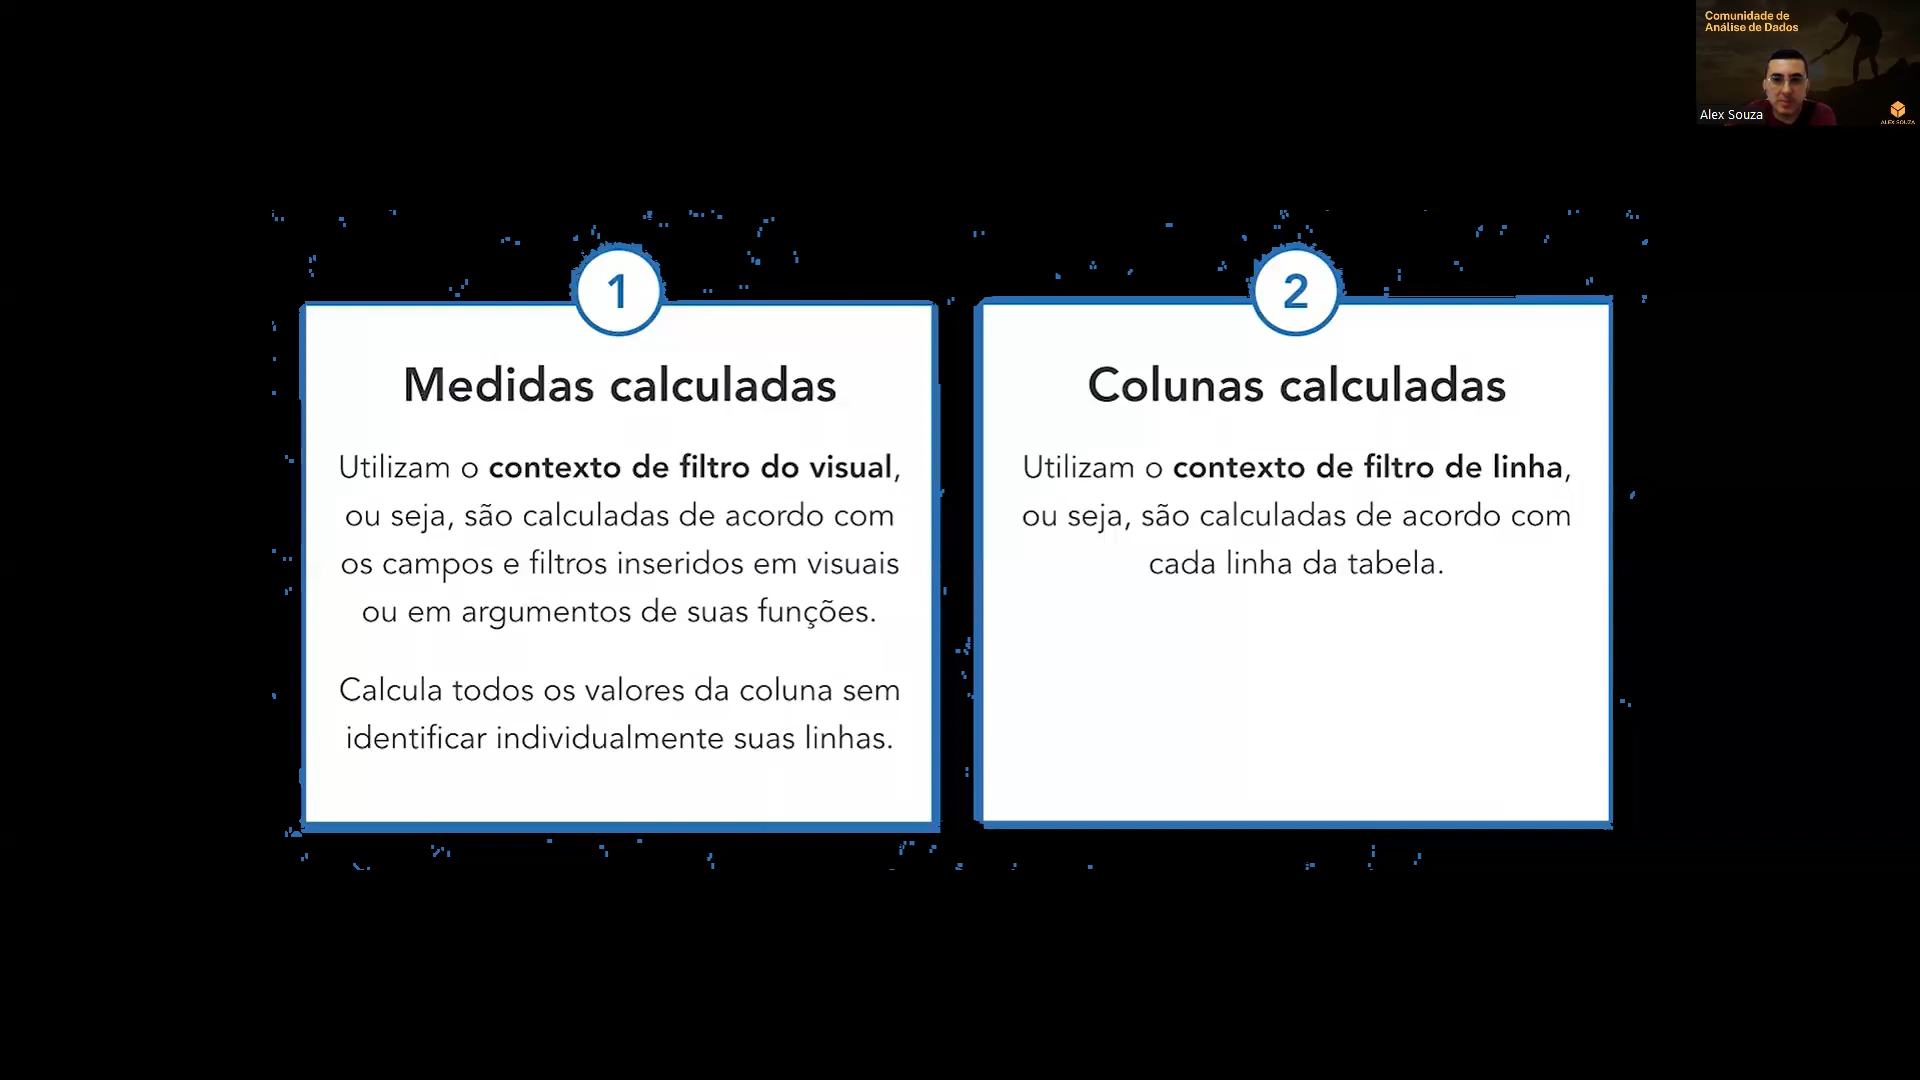 Comunidade de
Análise de Dados
Alex Souza
ALEX SOUZA
1
Medidas calculadas
Utilizam o contexto de filtro do visual,
ou seja, são calculadas de acordo com
os campos e filtros inseridos em visuais
ou em argumentos de suas funções.
Calcula todos os valores da coluna sem
identificar individualmente suas linhas.
2
Colunas calculadas
Utilizam o contexto de filtro de linha,
ou seja, são calculadas de acordo com
cada linha da tabela.